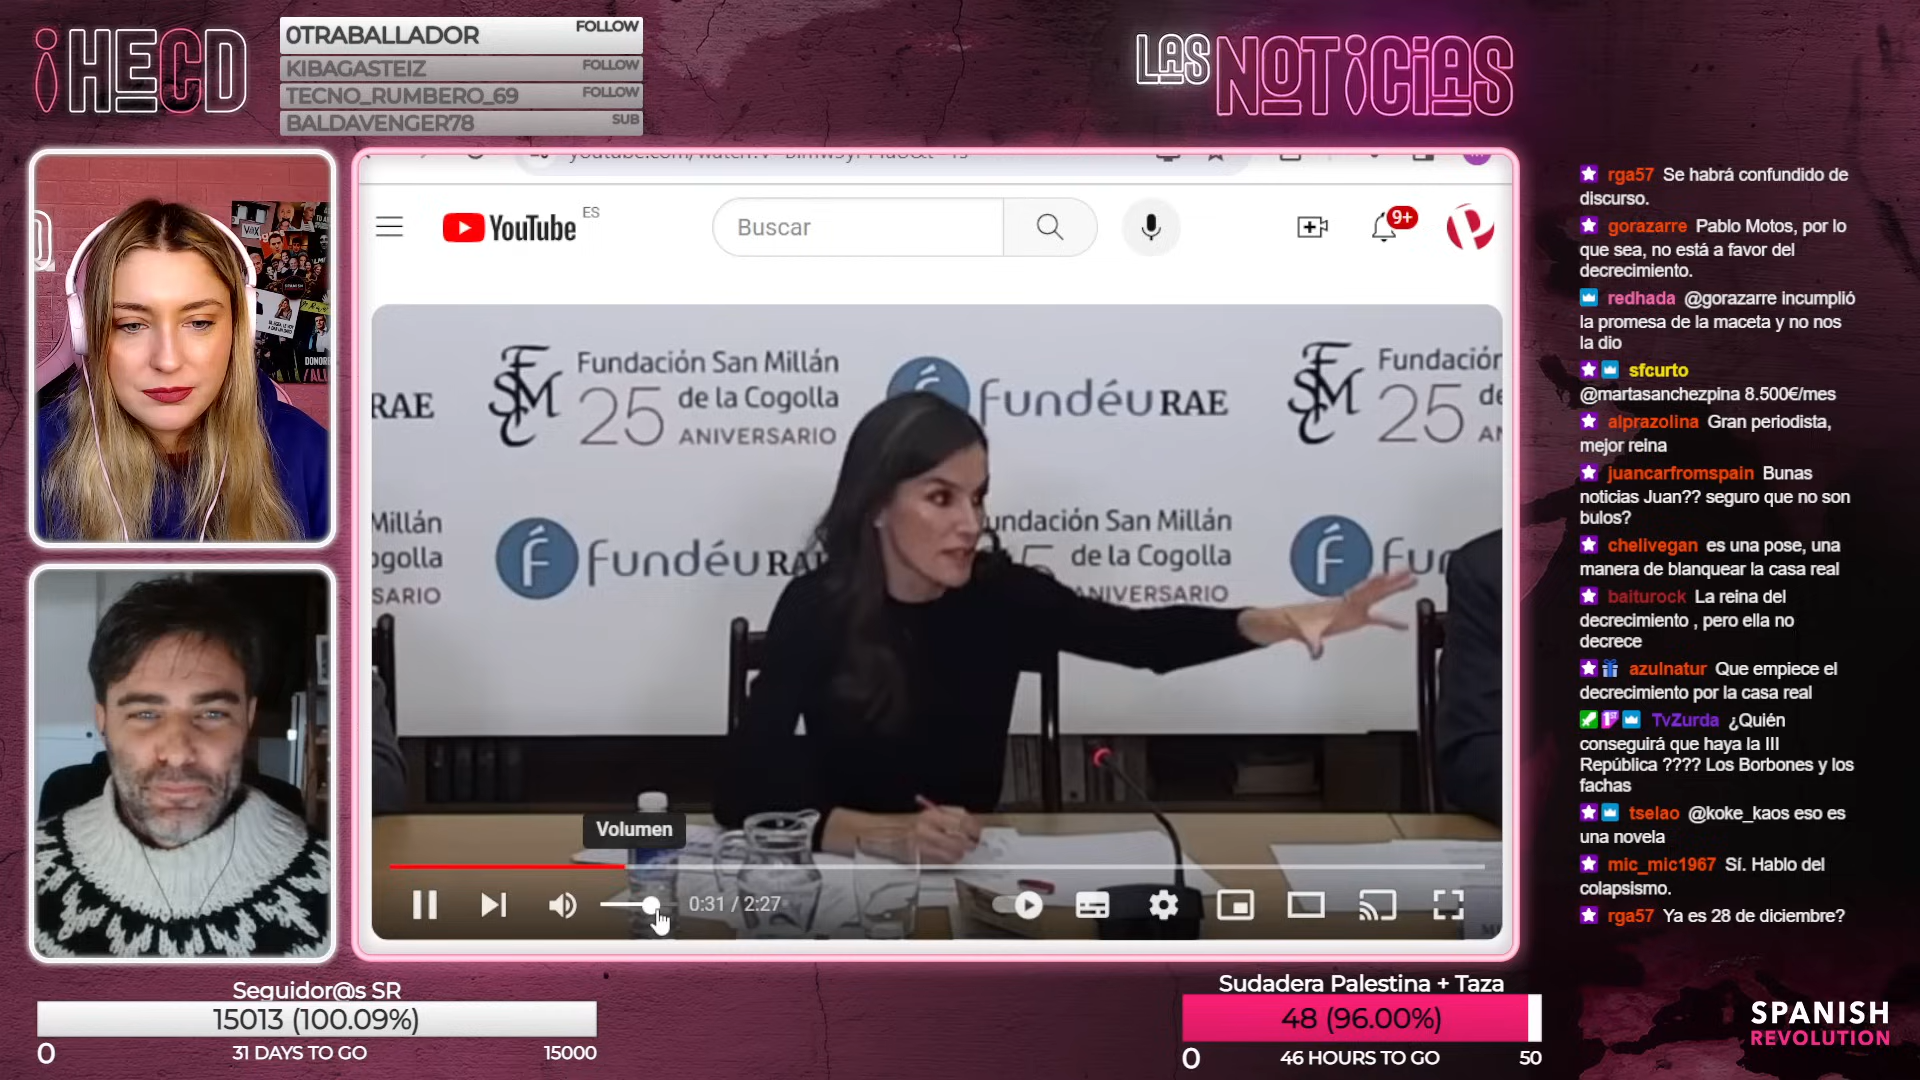 ¡HECD
0TRABALLADOR FOLLOW
KIBAGASTEIZ FOLLOW
TECNO_RUMBERO_69 FOLLOW
BALDAVENGER78 SUB
LAS NOTICIAS
YouTube ES
Buscar
9+
RAE
Fundación San Millán
de la Cogolla
25 ANIVERSARIO
fundéuRAE
Fundación
25
Millán
fundéu
undación San Millán
de la Cogolla
ANIVERSARIO
VOX
Volumen
0:31 / 2:27
rga57 Se habrá confundido de
discurso.
gorazarre Pablo Motos, por lo
que sea, no está a favor del
decrecimiento.
redhada @gorazarre incumplió
la promesa de la maceta y no nos
la dio
sfcurto
@martasanchezpina 8.500€/mes
alprazolina Gran periodista,
mejor reina
juancarfromspain Bunas
noticias Juan?? seguro que no son
bulos?
chelivegan es una pose, una
manera de blanquear la casa real
baiturock La reina del
decrecimiento , pero ella no
decrece
azulnatur Que empiece el
decrecimiento por la casa real
TvZurda ¿Quién
conseguirá que haya la III
República ???? Los Borbones y los
fachas
tselao @koke_kaos eso es
una novela
mic_mic1967 Sí. Hablo del
colapsismo.
rga57 Ya es 28 de diciembre?
Seguidor@s SR
15013 (100.09%)
0 31 DAYS TO GO 15000
Sudadera Palestina + Taza
48 (96.00%)
0 46 HOURS TO GO 50
SPANISH
REVOLUTION